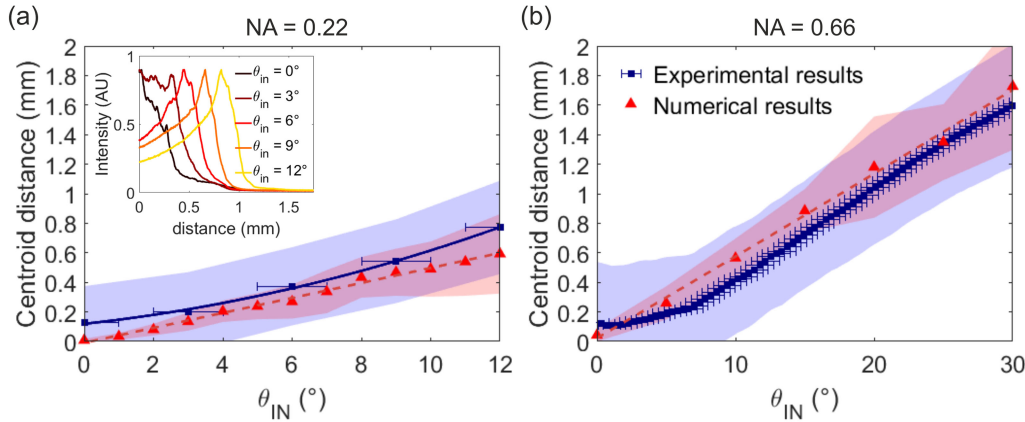 (a)
NA = 0.22
Centroid distance (mm)
2
1.8
1.6
1.4
1.2
1
0.8
0.6
0.4
0.2
0
0 2 4 6 8 10 12
θIN (°)
Intensity (AU)
1
0.5
0
0 0.5 1 1.5
distance (mm)
θin = 0°
θin = 3°
θin = 6°
θin = 9°
θin = 12°
(b)
NA = 0.66
Centroid distance (mm)
2
1.8
1.6
1.4
1.2
1
0.8
0.6
0.4
0.2
0
0 10 20 30
θIN (°)
Experimental results
Numerical results